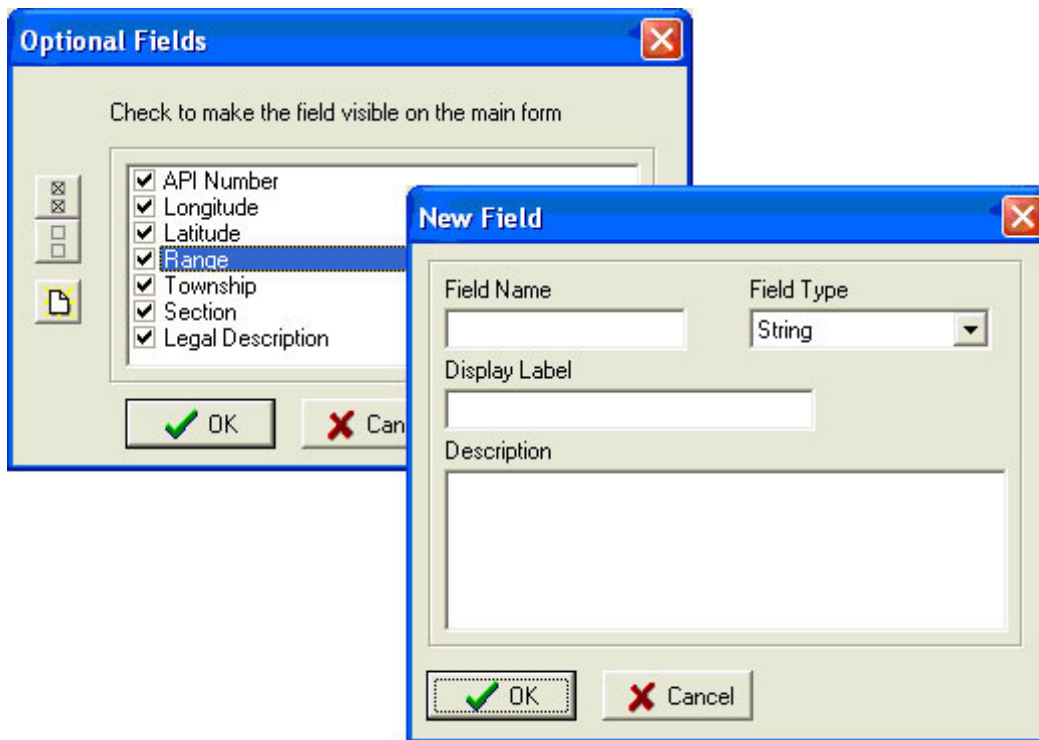 Optional Fields
Check to make the field visible on the main form
API Number
Longitude
Latitude
Range
Township
Section
Legal Description
OK
Can
New Field
Field Name
Field Type
String
Display Label
Description
OK
Cancel